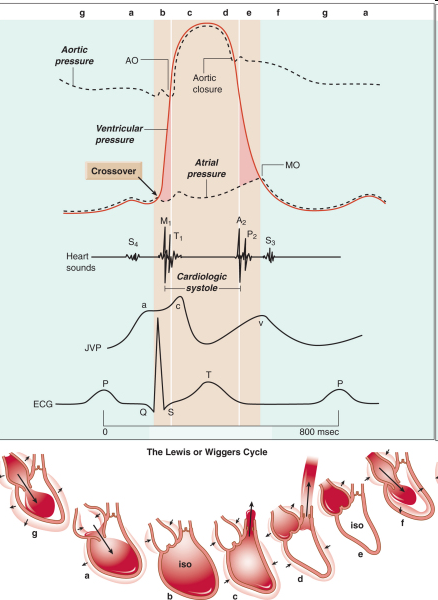 g a b c d e f g a
Aortic
pressure
AO
Aortic
closure
Ventricular
pressure
Atrial
pressure
MO
Crossover
M1
T1
A2
P2
S4
S3
Heart
sounds
Cardiologic
systole
a
c
v
JVP
P
T
P
ECG
Q
S
0
800 msec
The Lewis or Wiggers Cycle
g
a
iso
b
c
d
iso
e
f